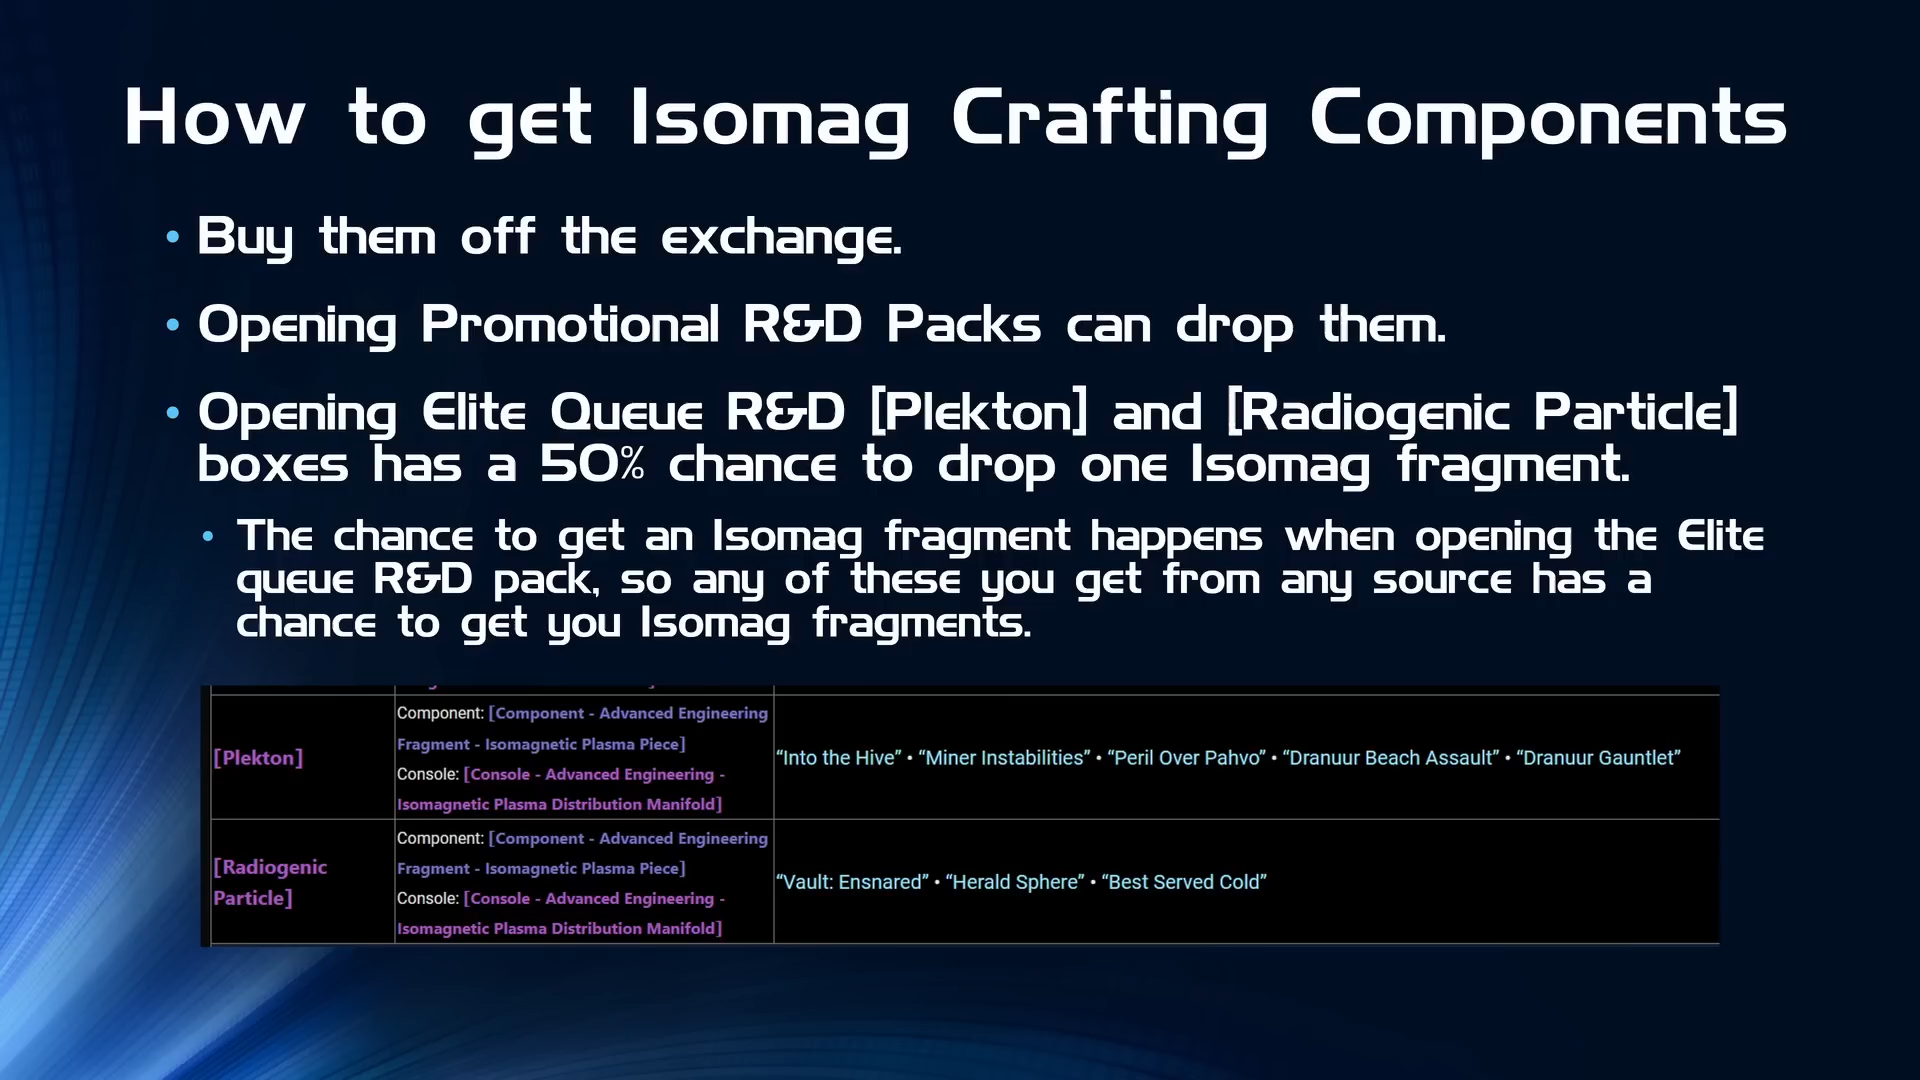 How to get Isomag Crafting Components
• Buy them off the exchange.
• Opening Promotional R&D Packs can drop them.
• Opening Elite Queue R&D [Plekton] and [Radiogenic Particle]
boxes has a 50% chance to drop one Isomag fragment.
• The chance to get an Isomag fragment happens when opening the Elite
queue R&D pack, so any of these you get from any source has a
chance to get you Isomag fragments.
[Plekton]
Component: [Component - Advanced Engineering
Fragment - Isomagnetic Plasma Piece]
Console: [Console - Advanced Engineering -
Isomagnetic Plasma Distribution Manifold]
“Into the Hive” • “Miner Instabilities” • “Peril Over Pahvo” • “Dranuur Beach Assault” • “Dranuur Gauntlet”
[Radiogenic
Particle]
Component: [Component - Advanced Engineering
Fragment - Isomagnetic Plasma Piece]
Console: [Console - Advanced Engineering -
Isomagnetic Plasma Distribution Manifold]
“Vault: Ensnared” • “Herald Sphere” • “Best Served Cold”